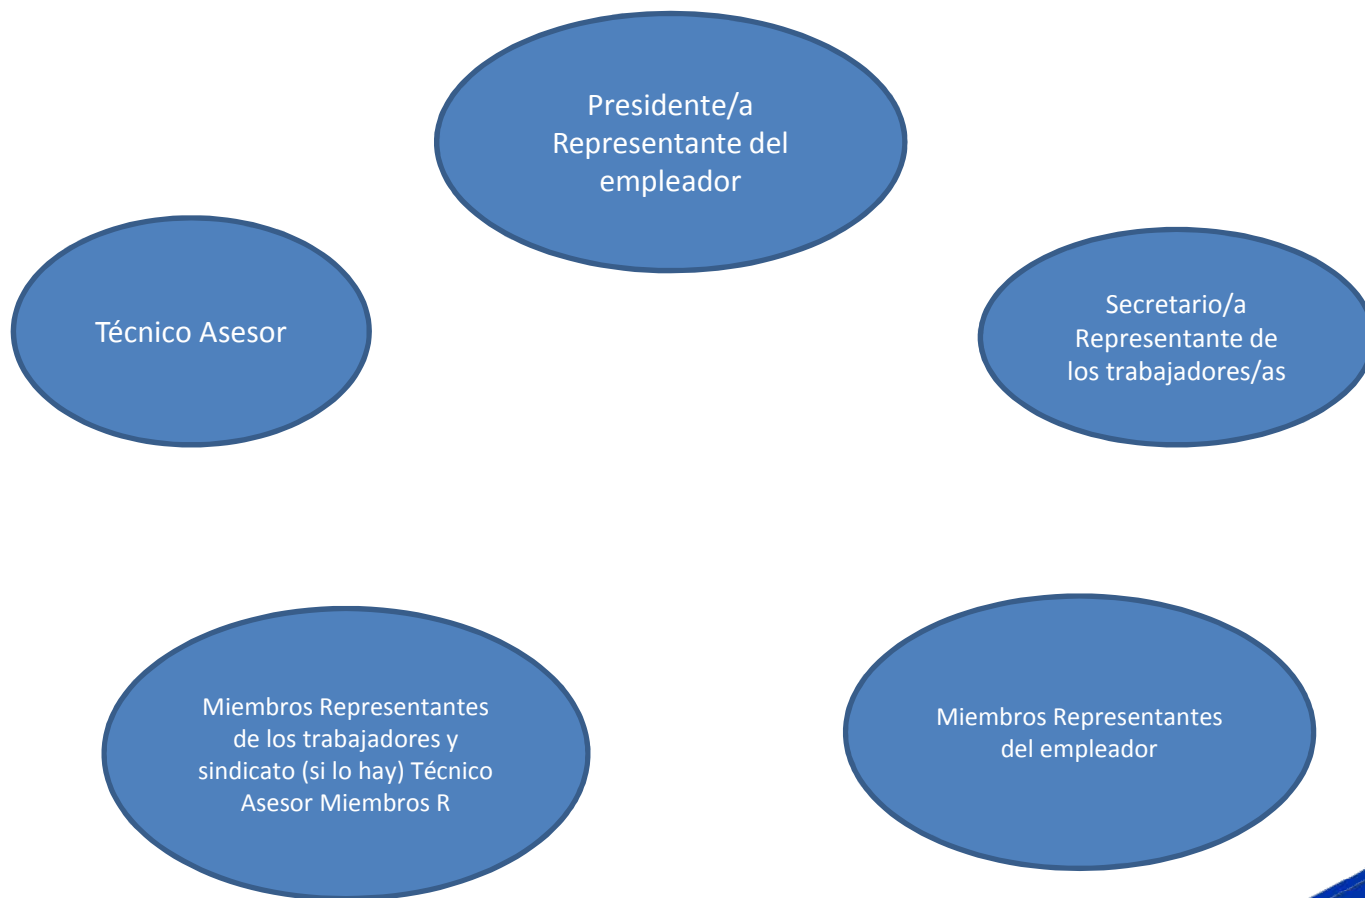 Presidente/a
Representante del
empleador
Técnico Asesor
Secretario/a
Representante de
los trabajadores/as
Miembros Representantes
de los trabajadores y
sindicato (si lo hay) Técnico
Asesor Miembros R
Miembros Representantes
del empleador